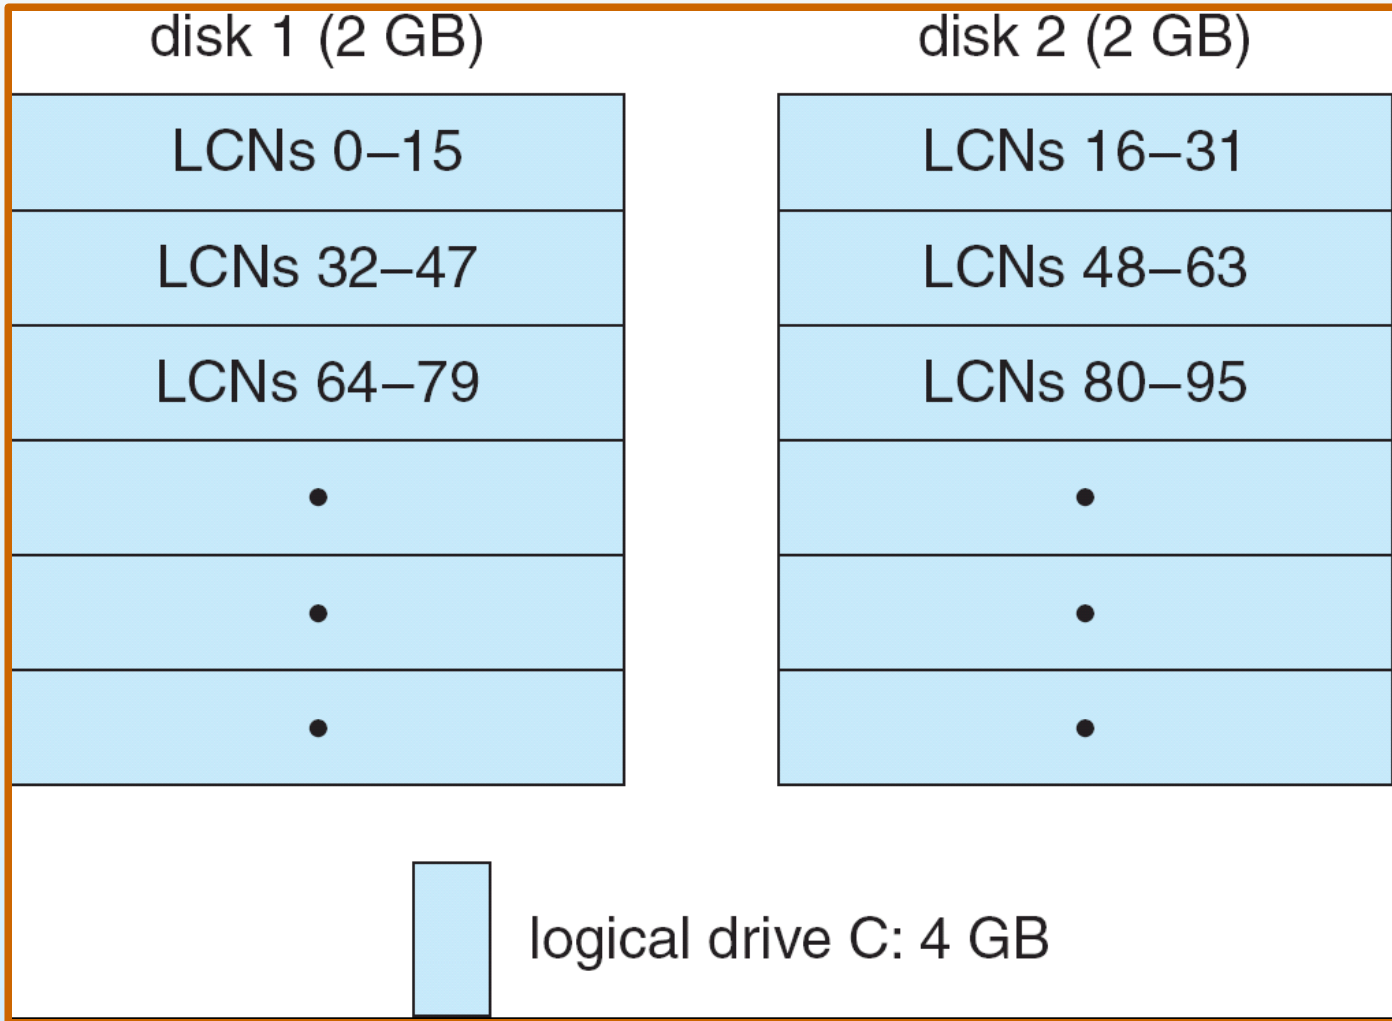 disk 1 (2 GB)
disk 2 (2 GB)
LCNs 0–15
LCNs 16–31
LCNs 32–47
LCNs 48–63
LCNs 64–79
LCNs 80–95
logical drive C: 4 GB